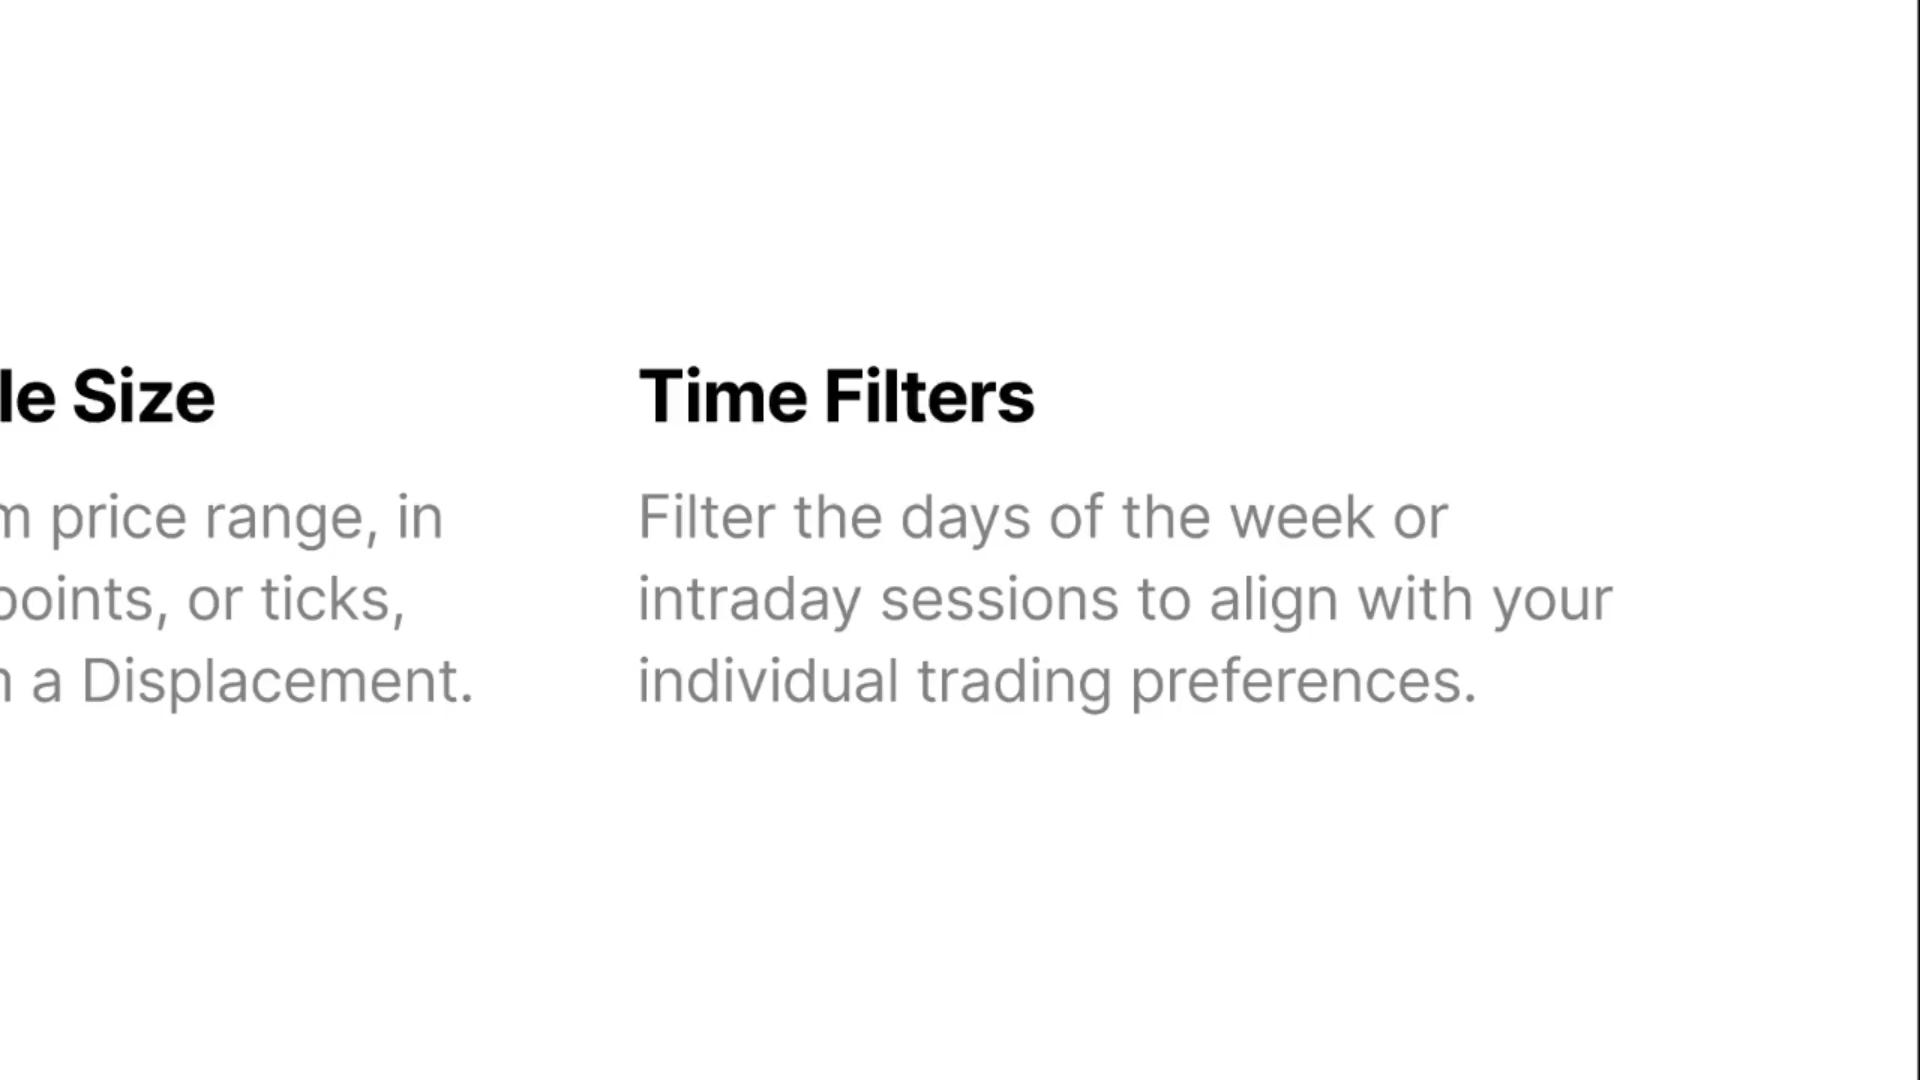 Size
price range, in
points, or ticks,
a Displacement.
Time Filters
Filter the days of the week or
intraday sessions to align with your
individual trading preferences.